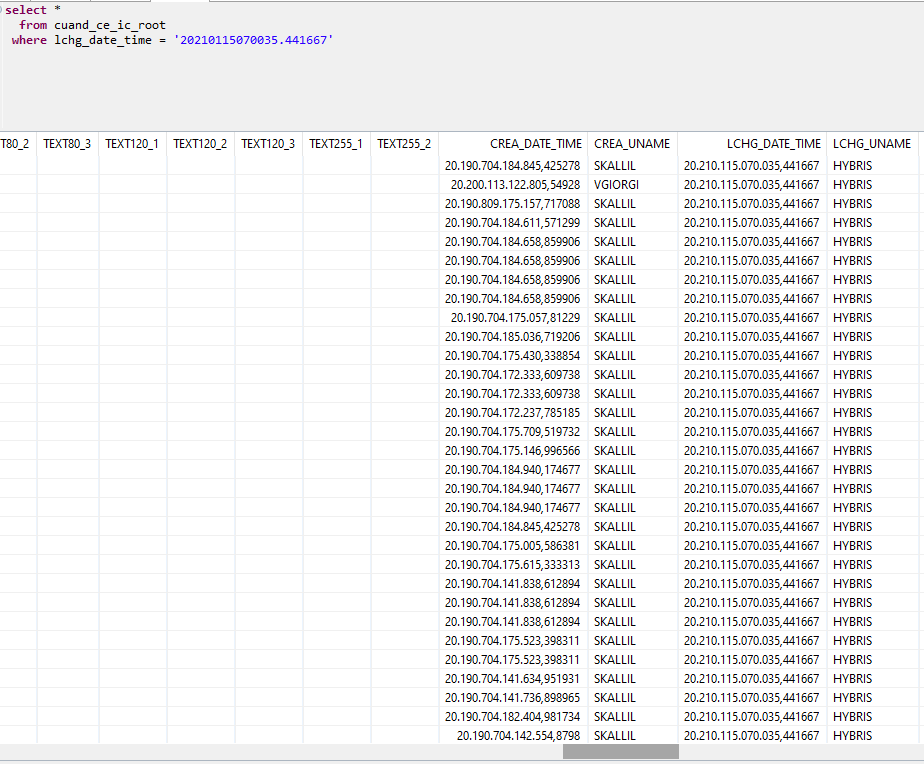 select *
from cuand_ce_ic_root
where lchg_date_time = '20210115070035.441667'
T80_2 TEXT80_3 TEXT120_1 TEXT120_2 TEXT120_3 TEXT255_1 TEXT255_2 CREA_DATE_TIME CREA_UNAME LCHG_DATE_TIME LCHG_UNAME
20.190.704.184.845,425278 SKALLIL 20.210.115.070.035,441667 HYBRIS
20.200.113.122.805,54928 VGIORGI 20.210.115.070.035,441667 HYBRIS
20.190.809.175.157,717088 SKALLIL 20.210.115.070.035,441667 HYBRIS
20.190.704.184.611,571299 SKALLIL 20.210.115.070.035,441667 HYBRIS
20.190.704.184.658,859906 SKALLIL 20.210.115.070.035,441667 HYBRIS
20.190.704.184.658,859906 SKALLIL 20.210.115.070.035,441667 HYBRIS
20.190.704.184.658,859906 SKALLIL 20.210.115.070.035,441667 HYBRIS
20.190.704.184.658,859906 SKALLIL 20.210.115.070.035,441667 HYBRIS
20.190.704.175.057,81229 SKALLIL 20.210.115.070.035,441667 HYBRIS
20.190.704.185.036,719206 SKALLIL 20.210.115.070.035,441667 HYBRIS
20.190.704.175.430,338854 SKALLIL 20.210.115.070.035,441667 HYBRIS
20.190.704.172.333,609738 SKALLIL 20.210.115.070.035,441667 HYBRIS
20.190.704.172.333,609738 SKALLIL 20.210.115.070.035,441667 HYBRIS
20.190.704.172.237,785185 SKALLIL 20.210.115.070.035,441667 HYBRIS
20.190.704.175.709,519732 SKALLIL 20.210.115.070.035,441667 HYBRIS
20.190.704.175.146,996566 SKALLIL 20.210.115.070.035,441667 HYBRIS
20.190.704.184.940,174677 SKALLIL 20.210.115.070.035,441667 HYBRIS
20.190.704.184.940,174677 SKALLIL 20.210.115.070.035,441667 HYBRIS
20.190.704.184.940,174677 SKALLIL 20.210.115.070.035,441667 HYBRIS
20.190.704.184.845,425278 SKALLIL 20.210.115.070.035,441667 HYBRIS
20.190.704.175.005,586381 SKALLIL 20.210.115.070.035,441667 HYBRIS
20.190.704.175.615,333313 SKALLIL 20.210.115.070.035,441667 HYBRIS
20.190.704.141.838,612894 SKALLIL 20.210.115.070.035,441667 HYBRIS
20.190.704.141.838,612894 SKALLIL 20.210.115.070.035,441667 HYBRIS
20.190.704.141.838,612894 SKALLIL 20.210.115.070.035,441667 HYBRIS
20.190.704.175.523,398311 SKALLIL 20.210.115.070.035,441667 HYBRIS
20.190.704.175.523,398311 SKALLIL 20.210.115.070.035,441667 HYBRIS
20.190.704.141.634,951931 SKALLIL 20.210.115.070.035,441667 HYBRIS
20.190.704.141.736,898965 SKALLIL 20.210.115.070.035,441667 HYBRIS
20.190.704.182.404,981734 SKALLIL 20.210.115.070.035,441667 HYBRIS
20.190.704.142.554,8798 SKALLIL 20.210.115.070.035,441667 HYBRIS